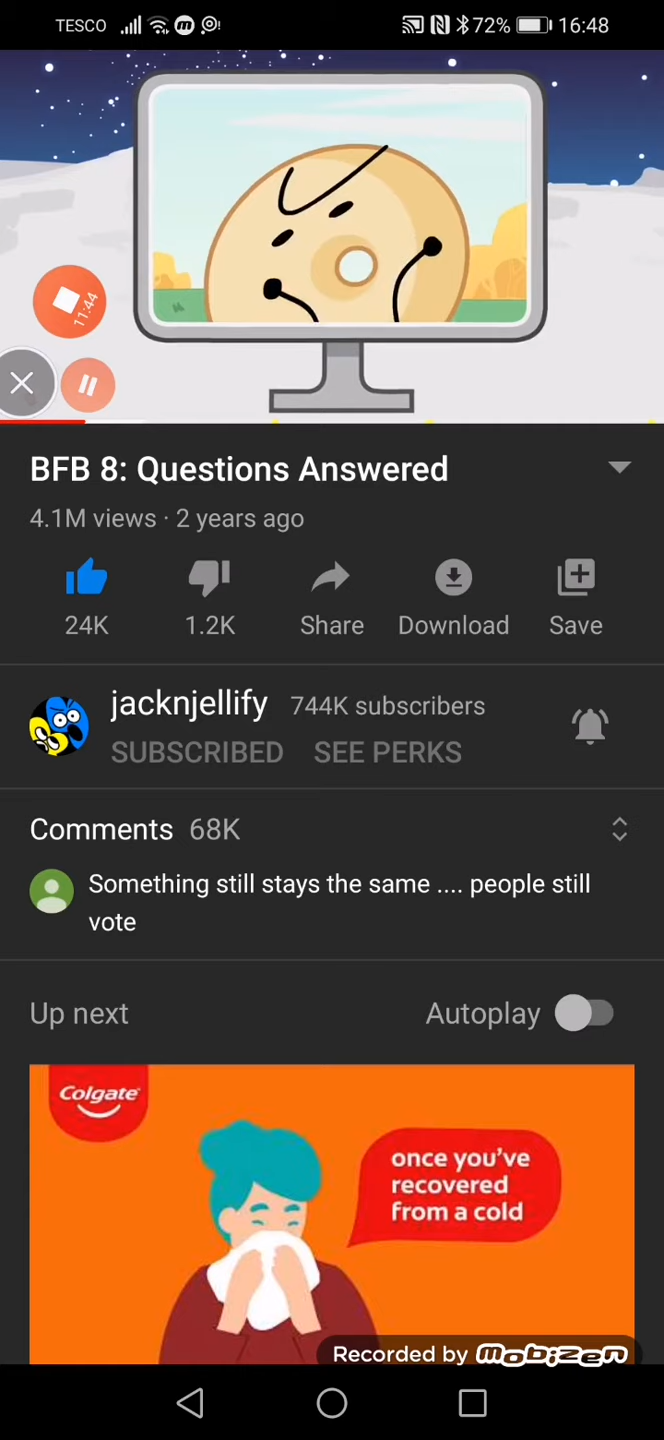 TESCO 72% 16:48
11:44
BFB 8: Questions Answered
4.1M views · 2 years ago
24K 1.2K Share Download Save
jacknjellify 744K subscribers
SUBSCRIBED SEE PERKS
Comments 68K
Something still stays the same .... people still
vote
Up next Autoplay
Colgate
once you've
recovered
from a cold
Recorded by mobizen